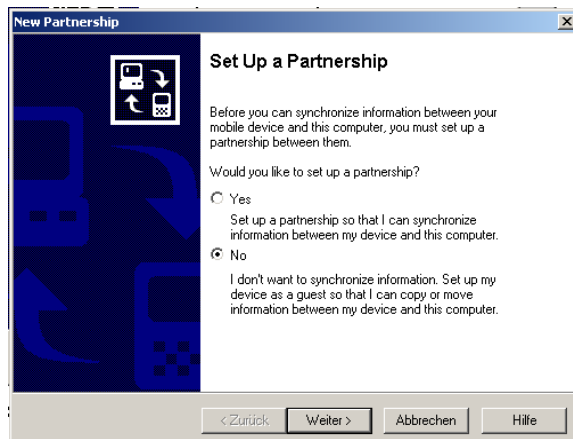 New Partnership
Set Up a Partnership
Before you can synchronize information between your
mobile device and this computer, you must set up a
partnership between them.
Would you like to set up a partnership?
Yes
Set up a partnership so that I can synchronize
information between my device and this computer.
No
I don't want to synchronize information. Set up my
device as a guest so that I can copy or move
information between my device and this computer.
< Zurück
Weiter >
Abbrechen
Hilfe